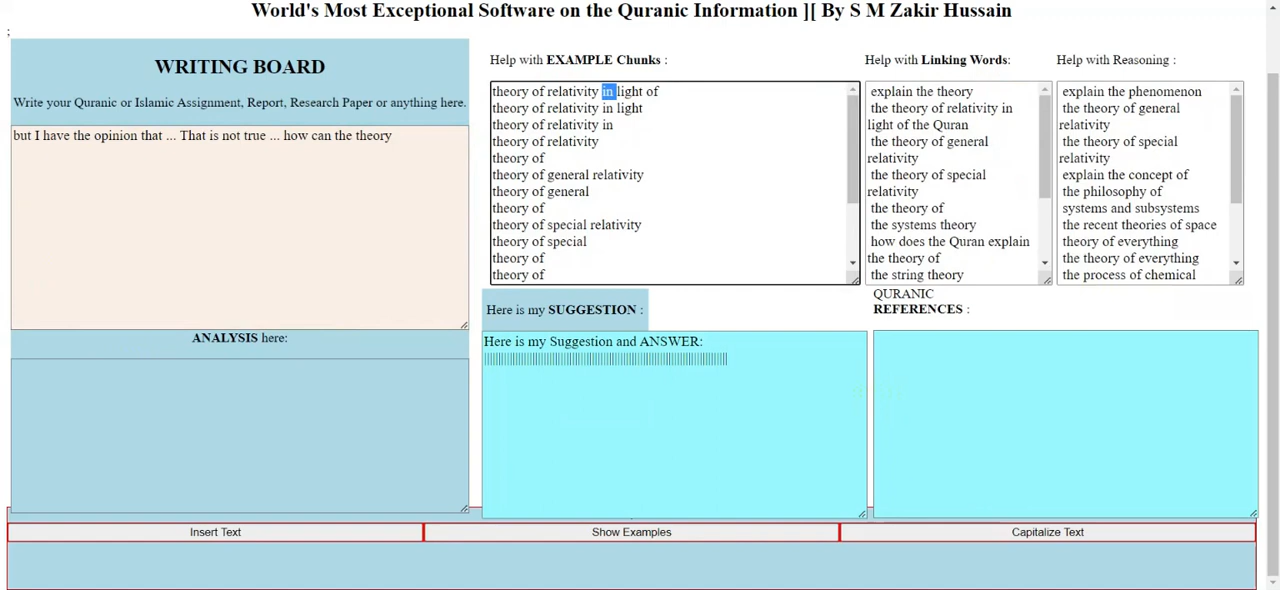 World's Most Exceptional Software on the Quranic Information ][ By S M Zakir Hussain
;
WRITING BOARD
Write your Quranic or Islamic Assignment, Report, Research Paper or anything here.
but I have the opinion that ... That is not true ... how can the theory
ANALYSIS here:
Help with EXAMPLE Chunks :
theory of relativity in light of
theory of relativity in light
theory of relativity in
theory of relativity
theory of
theory of general relativity
theory of general
theory of
theory of special relativity
theory of special
theory of
theory of
Help with Linking Words:
explain the theory
the theory of relativity in
light of the Quran
the theory of general
relativity
the theory of special
relativity
the theory of
the systems theory
how does the Quran explain
the theory of
the string theory
Help with Reasoning :
explain the phenomenon
the theory of general
relativity
the theory of special
relativity
explain the concept of
the philosophy of
systems and subsystems
the recent theories of space
theory of everything
the theory of everything
the process of chemical
Here is my SUGGESTION :
Here is my Suggestion and ANSWER:
QURANIC
REFERENCES :
Insert Text
Show Examples
Capitalize Text